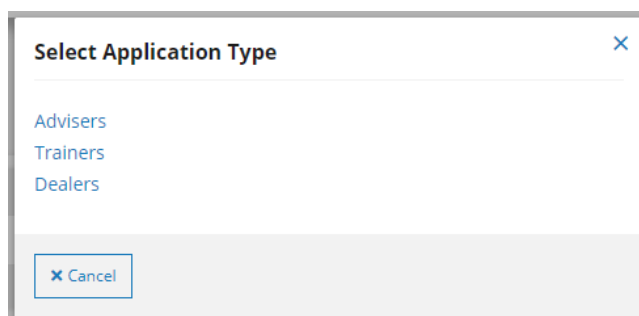 Select Application Type
Advisers
Trainers
Dealers
Cancel